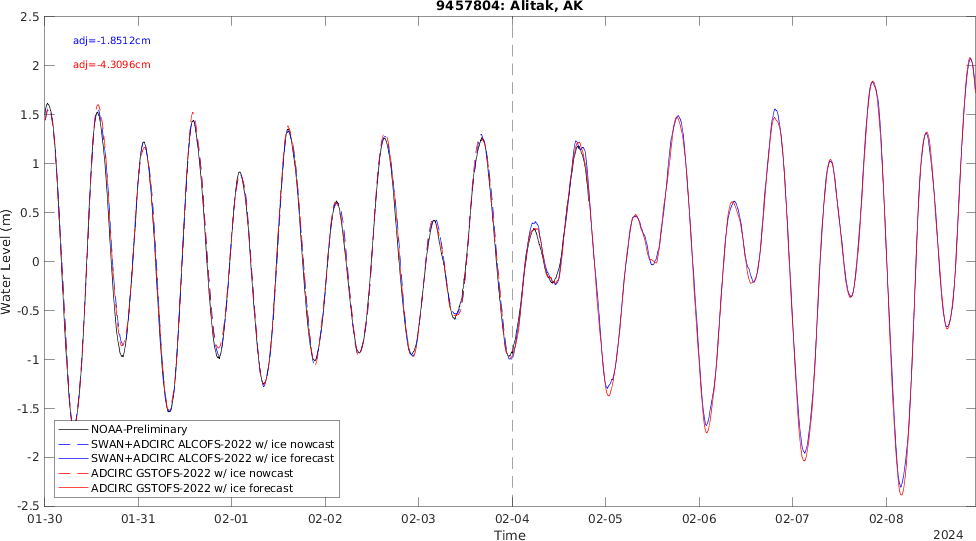 9457804: Alitak, AK
adj=-1.8512cm
adj=-4.3096cm
Water Level (m)
2.5
2
1.5
1
0.5
0
-0.5
-1
-1.5
-2
-2.5
NOAA-Preliminary
SWAN+ADCIRC ALCOFS-2022 w/ ice nowcast
SWAN+ADCIRC ALCOFS-2022 w/ ice forecast
ADCIRC GSTOFS-2022 w/ ice nowcast
ADCIRC GSTOFS-2022 w/ ice forecast
01-30 01-31 02-01 02-02 02-03 02-04 02-05 02-06 02-07 02-08
Time
2024